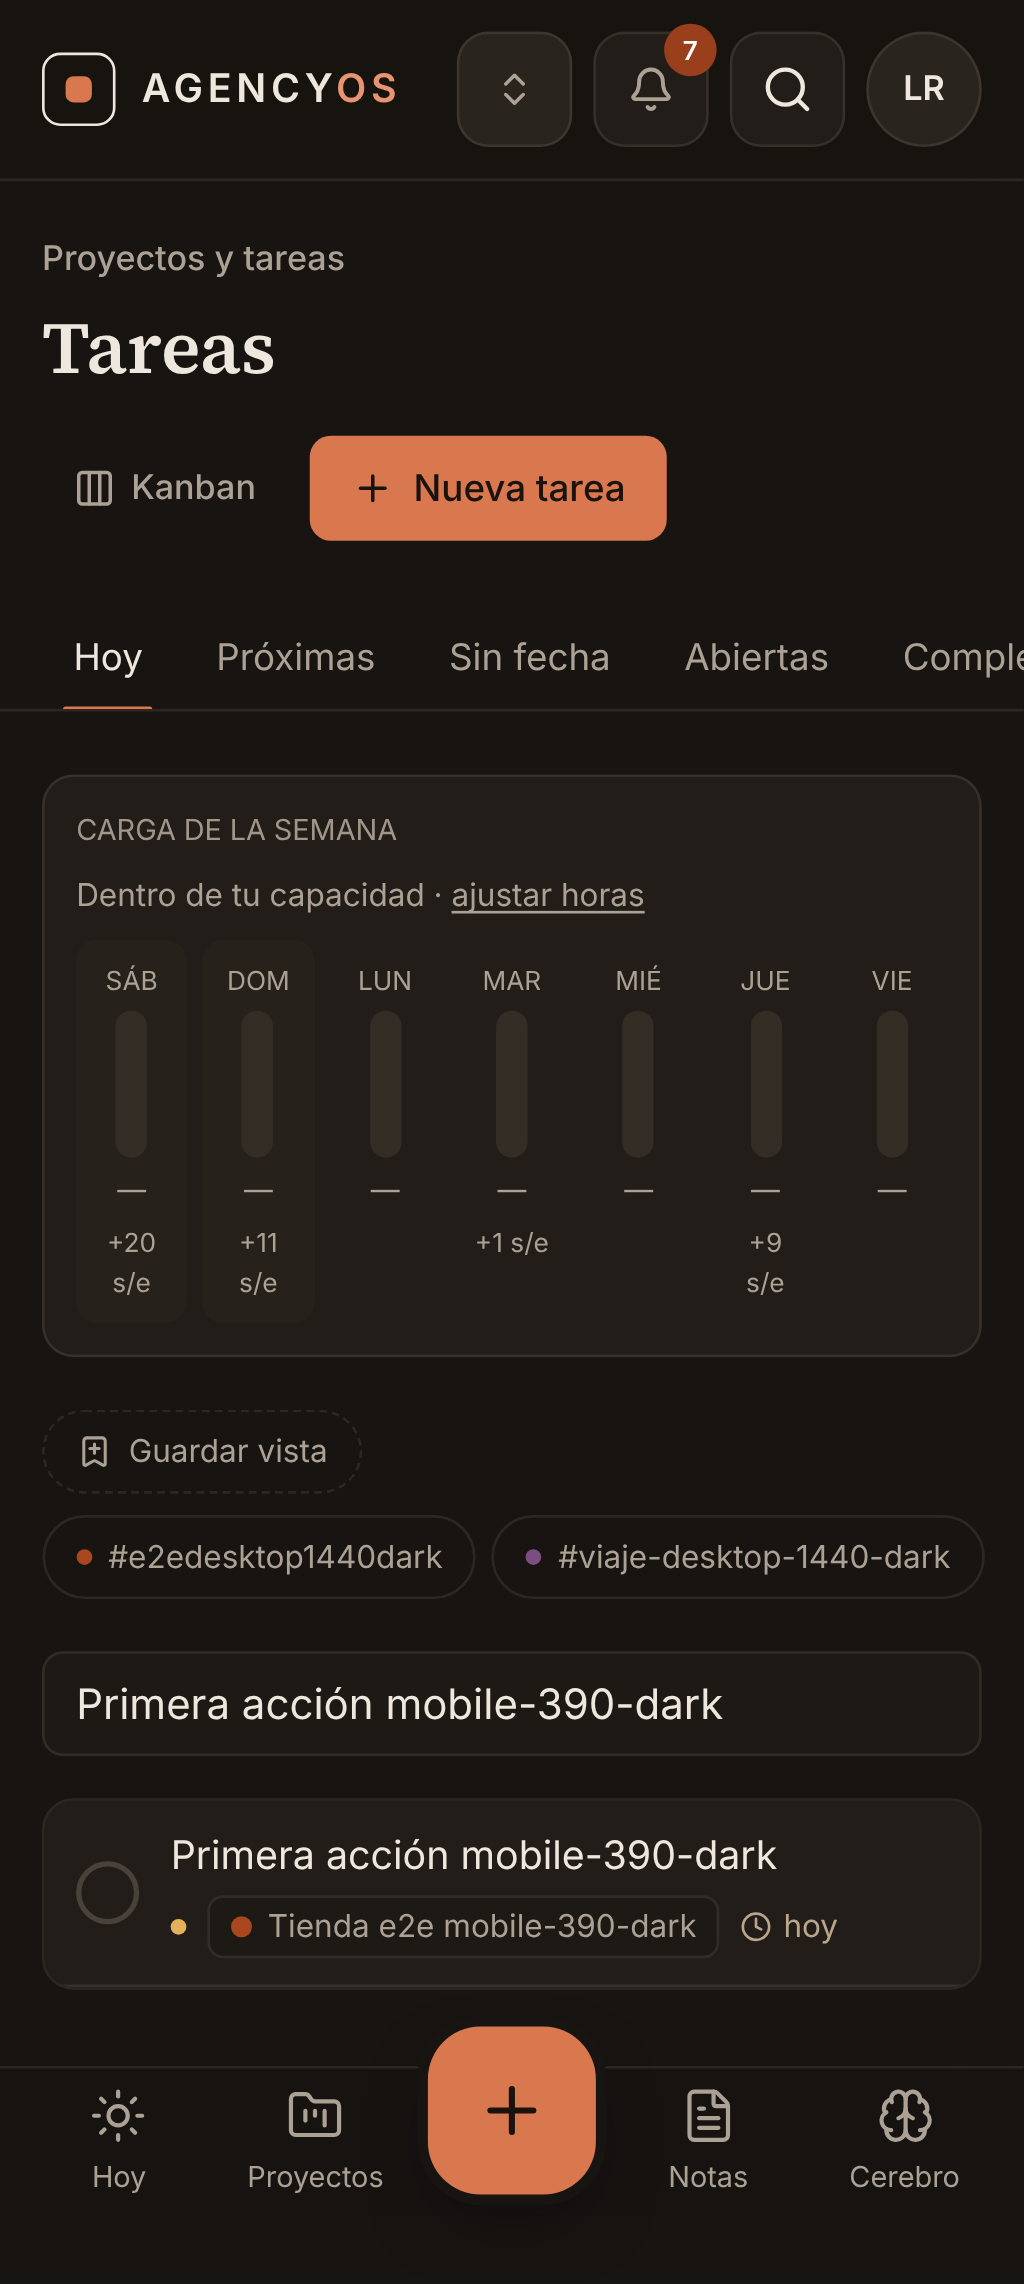 AGENCYOS
7
LR
Proyectos y tareas
Tareas
Kanban
Nueva tarea
Hoy Próximas Sin fecha Abiertas Comple
CARGA DE LA SEMANA
Dentro de tu capacidad · ajustar horas
SÁB DOM LUN MAR MIÉ JUE VIE
— — — — — — —
+20 s/e
+11 s/e
+1 s/e
+9 s/e
Guardar vista
#e2edesktop1440dark
#viaje-desktop-1440-dark
Primera acción mobile-390-dark
Primera acción mobile-390-dark
Tienda e2e mobile-390-dark
hoy
Hoy Proyectos Notas Cerebro